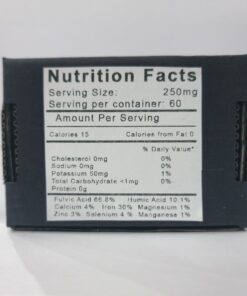 Nutrition Facts
Serving Size: 250mg
Serving per container: 60
Amount Per Serving
Calories 15 Calories from Fat 0
% Daily Value*
Cholesterol 0mg 0%
Sodium 0mg 0%
Potassium 50mg 1%
Total Carbohydrate <1mg 0%
Protein 0g
Fulvic Acid 66.8% Humic Acid 10.1%
Calcium 4% Iron 30% Magnesium 1%
Zinc 3% Selenium 4% Manganese 1%